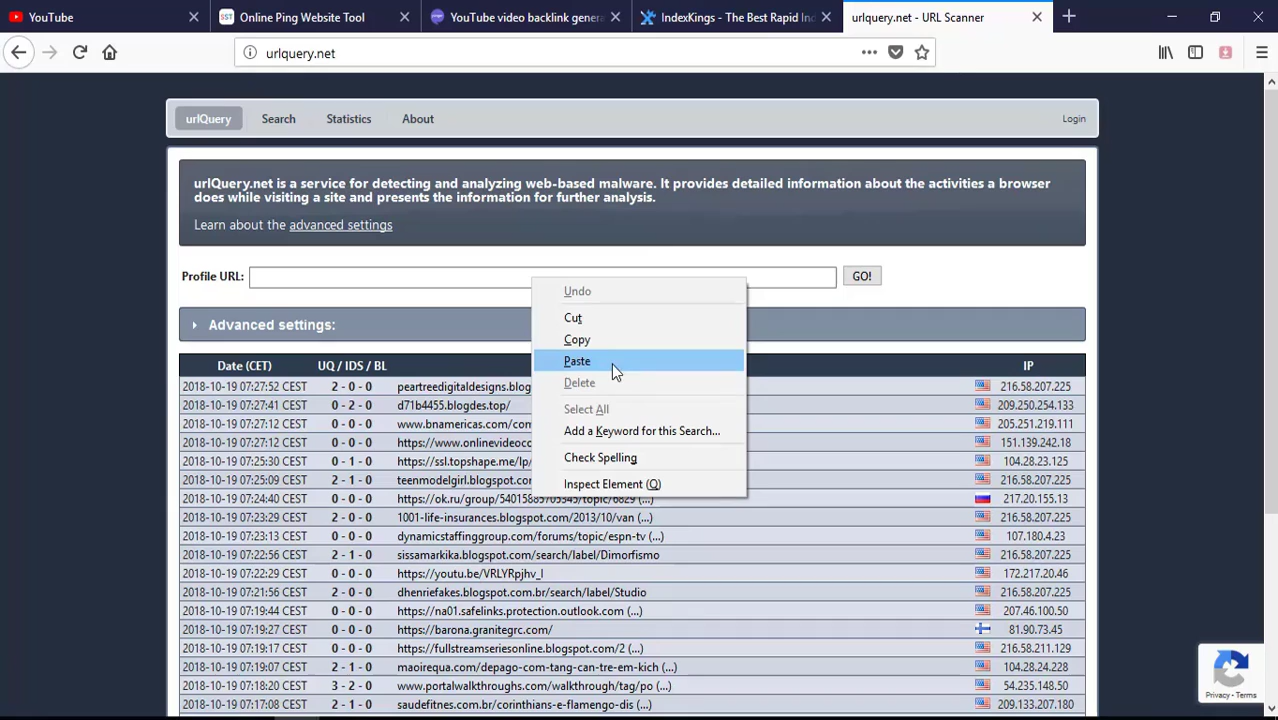 YouTube
Online Ping Website Tool
YouTube video backlink genera
IndexKings - The Best Rapid Ind
urlquery.net - URL Scanner
urlquery.net
urlQuery
Search
Statistics
About
Login
urlQuery.net is a service for detecting and analyzing web-based malware. It provides detailed information about the activities a browser
does while visiting a site and presents the information for further analysis.
Learn about the advanced settings
Profile URL:
GO!
Undo
Cut
Copy
Paste
Delete
Select All
Add a Keyword for this Search...
Check Spelling
Inspect Element (Q)
Advanced settings:
Date (CET) UQ / IDS / BL IP
2018-10-19 07:27:52 CEST 2 - 0 - 0 peartreedigitaldesigns.blog 216.58.207.225
2018-10-19 07:27:41 CEST 0 - 2 - 0 d71b4455.blogdes.top/ 209.250.254.133
2018-10-19 07:27:12 CEST 0 - 0 - 0 www.bnamericas.com/com 205.251.219.111
2018-10-19 07:27:12 CEST 0 - 0 - 0 https://www.onlinevideoco 151.139.242.18
2018-10-19 07:25:30 CEST 0 - 1 - 0 https://ssl.topshape.me/lp/ 104.28.23.125
2018-10-19 07:25:09 CEST 2 - 1 - 0 teenmodelgirl.blogspot.com 216.58.207.225
2018-10-19 07:24:40 CEST 0 - 0 - 0 https://ok.ru/group/54015885705345/topic/6829 (...) 217.20.155.13
2018-10-19 07:23:29 CEST 2 - 0 - 0 1001-life-insurances.blogspot.com/2013/10/van (...) 216.58.207.225
2018-10-19 07:23:13 CEST 0 - 0 - 0 dynamicstaffinggroup.com/forums/topic/espn-tv (...) 107.180.4.23
2018-10-19 07:22:56 CEST 2 - 1 - 0 sissamarkika.blogspot.com/search/label/Dimorfismo 216.58.207.225
2018-10-19 07:22:29 CEST 0 - 0 - 0 https://youtu.be/VRLYRpjhv_I 172.217.20.46
2018-10-19 07:21:56 CEST 2 - 0 - 0 dhenriefakes.blogspot.com.br/search/label/Studio 216.58.207.225
2018-10-19 07:19:44 CEST 0 - 0 - 0 https://na01.safelinks.protection.outlook.com (...) 207.46.100.50
2018-10-19 07:19:27 CEST 0 - 0 - 0 https://barona.granitegrc.com/ 81.90.73.45
2018-10-19 07:19:17 CEST 0 - 0 - 0 https://fullstreamseriesonline.blogspot.com/2 (...) 216.58.211.129
2018-10-19 07:19:07 CEST 2 - 1 - 0 maoirequa.com/depago-com-tang-can-tre-em-kich (...) 104.28.24.228
2018-10-19 07:18:20 CEST 3 - 2 - 0 www.portalwalkthroughs.com/walkthrough/tag/po (...) 54.235.148.50
2018-10-19 07:17:08 CEST 2 - 0 - 0 saudefitnes.com/corinthians-e-flamengo-dis (...) 209.133.207.180
Privacy - Terms